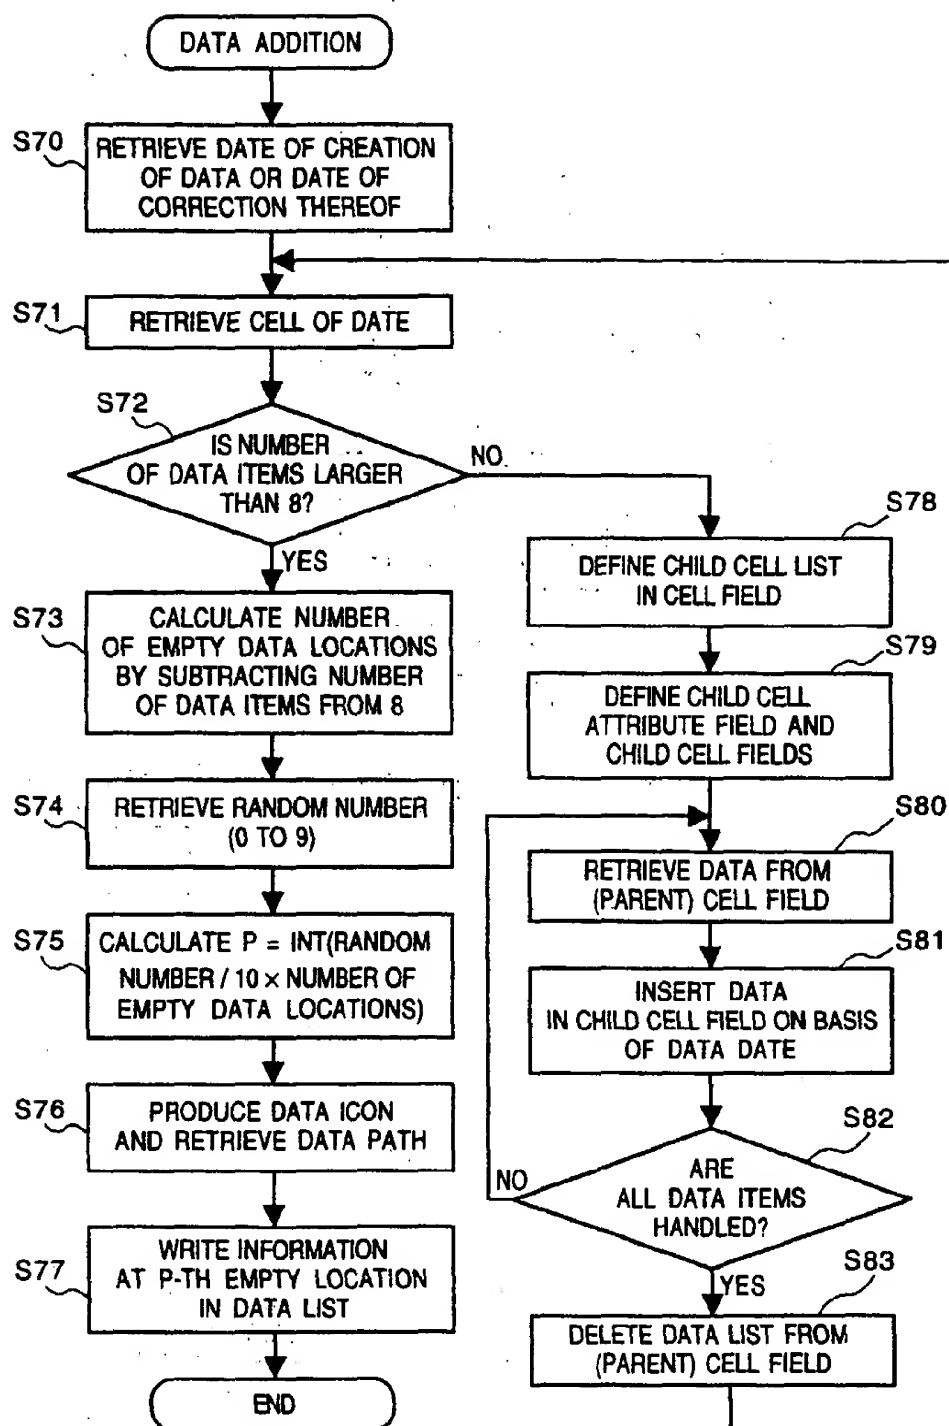 DATA ADDITION
S70
RETRIEVE DATE OF CREATION
OF DATA OR DATE OF
CORRECTION THEREOF
S71
RETRIEVE CELL OF DATE
S72
IS NUMBER
OF DATA ITEMS LARGER
THAN 8?
NO
YES
S73
CALCULATE NUMBER
OF EMPTY DATA LOCATIONS
BY SUBTRACTING NUMBER
OF DATA ITEMS FROM 8
S74
RETRIEVE RANDOM NUMBER
(0 TO 9)
S75
CALCULATE P = INT(RANDOM
NUMBER / 10 × NUMBER OF
EMPTY DATA LOCATIONS)
S76
PRODUCE DATA ICON
AND RETRIEVE DATA PATH
S77
WRITE INFORMATION
AT P-TH EMPTY LOCATION
IN DATA LIST
END
S78
DEFINE CHILD CELL LIST
IN CELL FIELD
S79
DEFINE CHILD CELL
ATTRIBUTE FIELD AND
CHILD CELL FIELDS
S80
RETRIEVE DATA FROM
(PARENT) CELL FIELD
S81
INSERT DATA
IN CHILD CELL FIELD ON BASIS
OF DATA DATE
S82
ARE
ALL DATA ITEMS
HANDLED?
NO
YES
S83
DELETE DATA LIST FROM
(PARENT) CELL FIELD